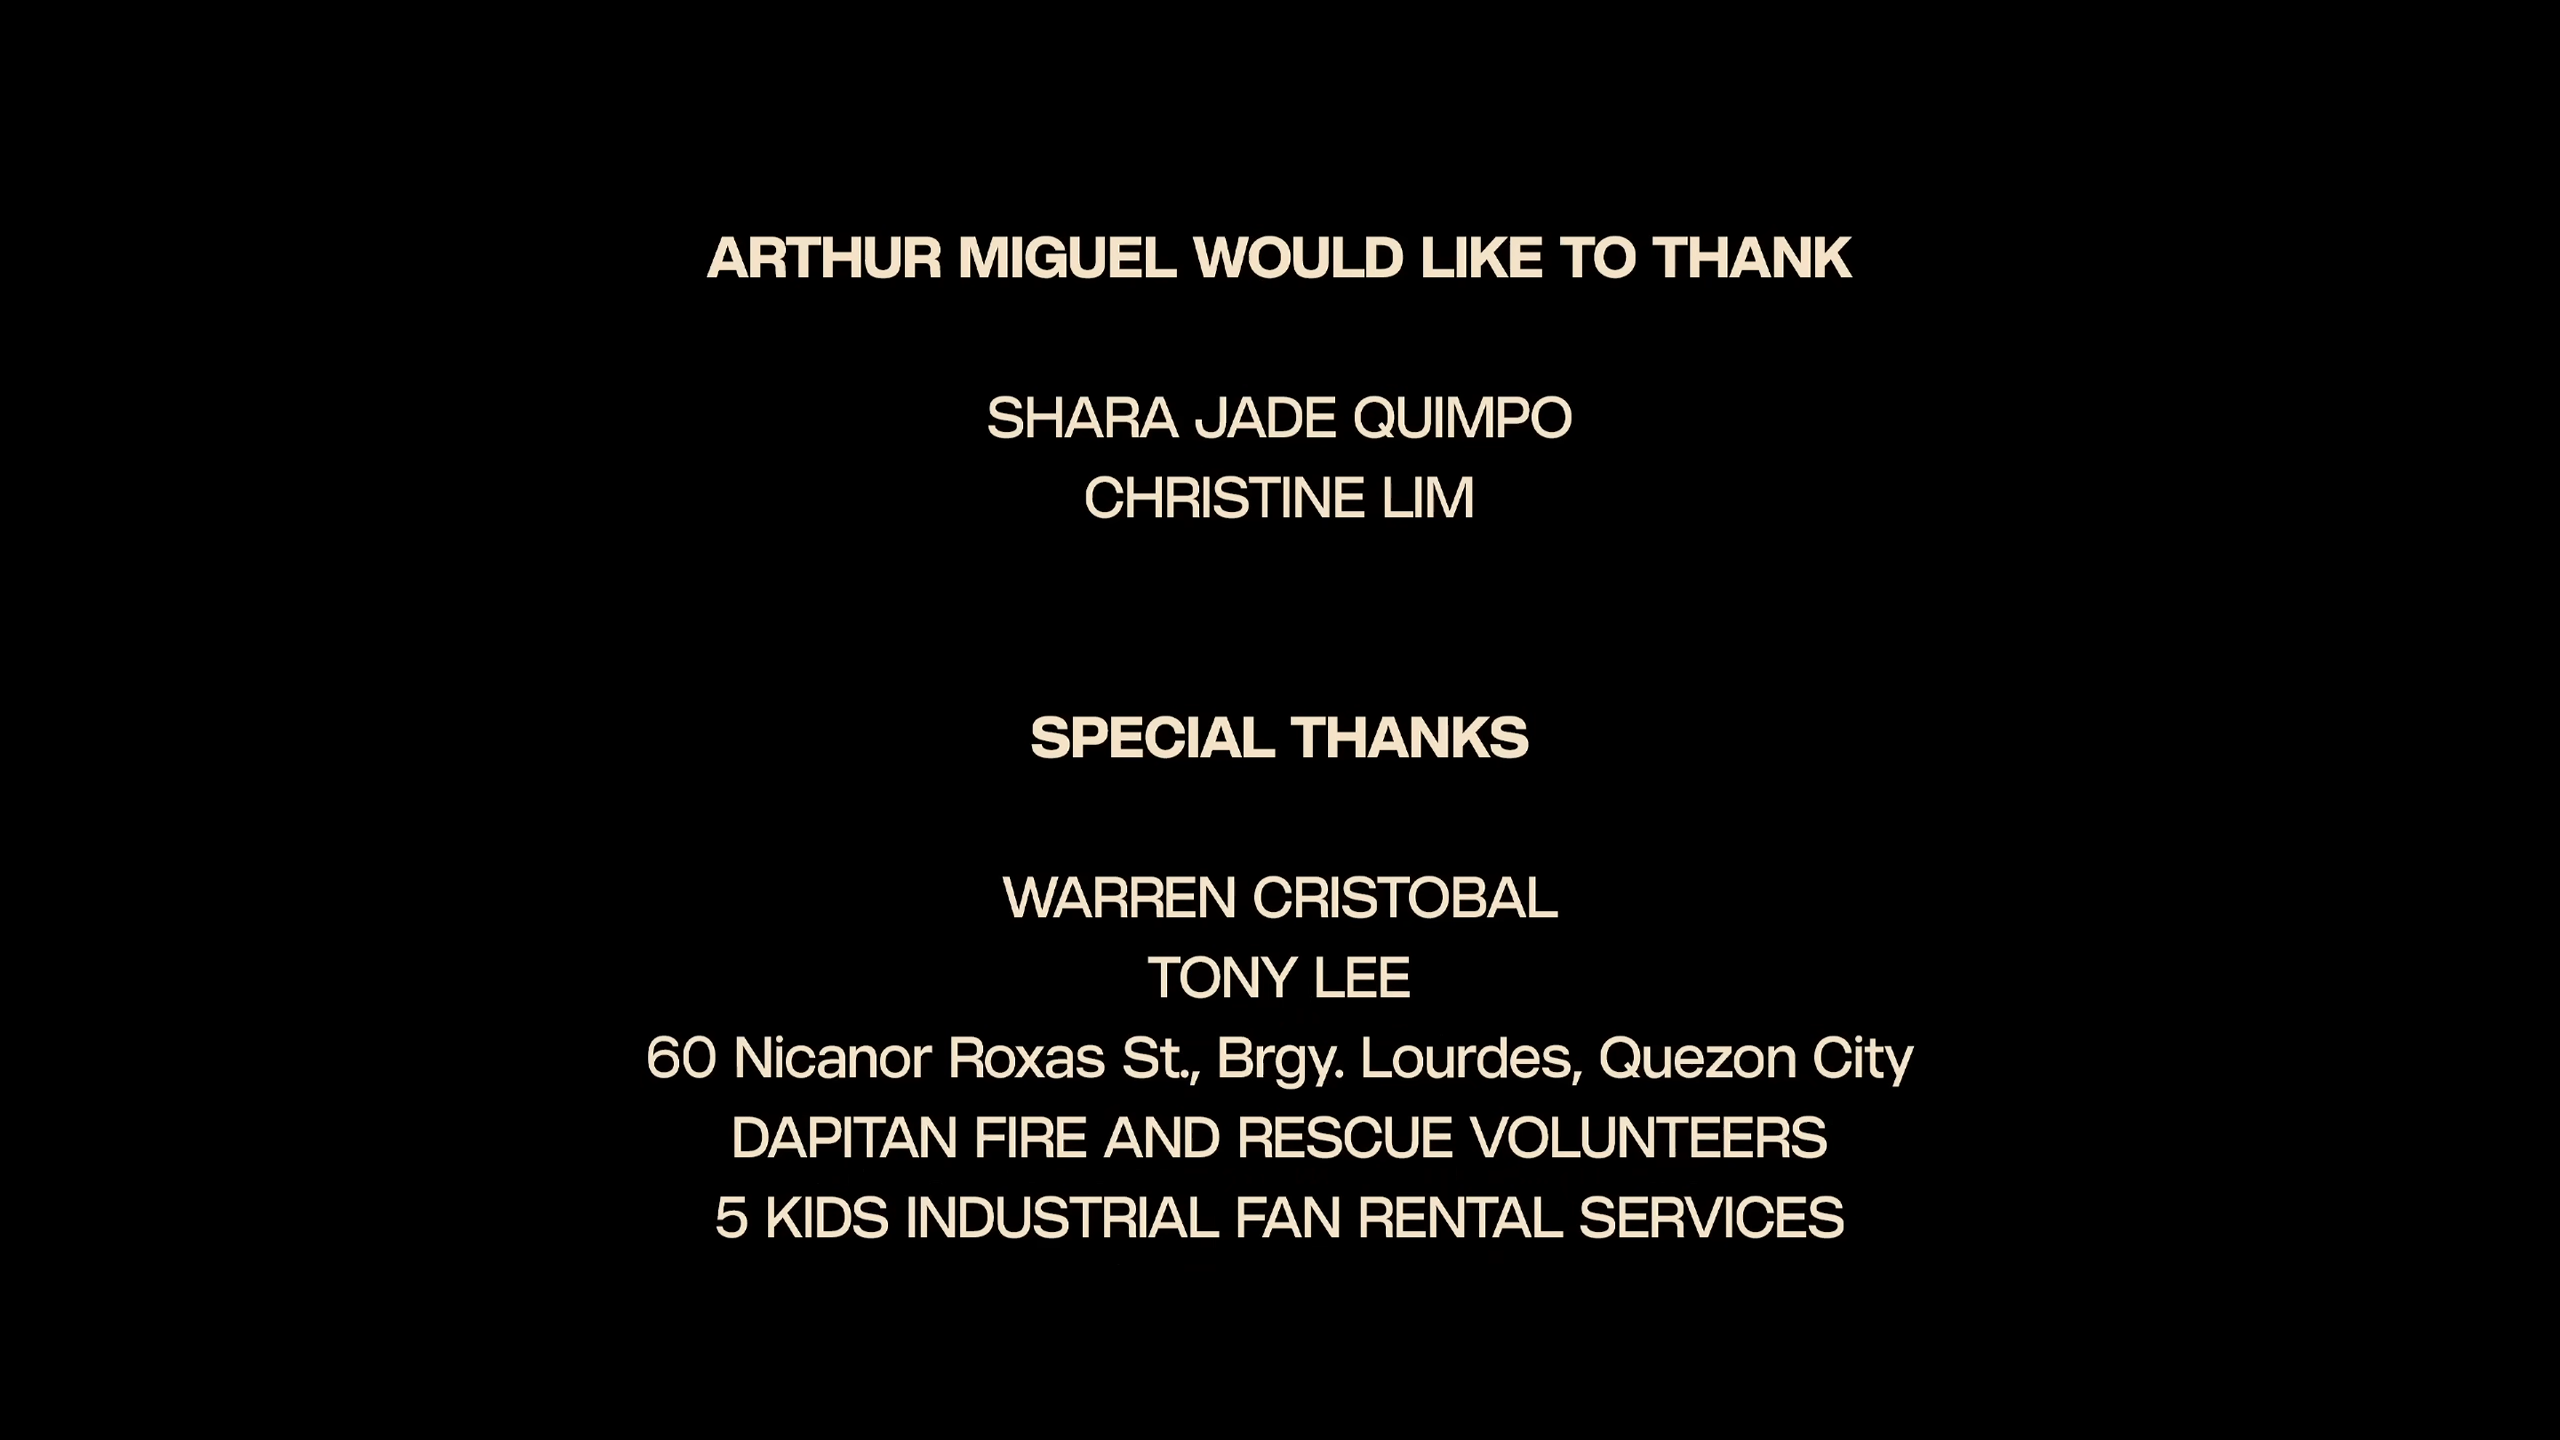 ARTHUR MIGUEL WOULD LIKE TO THANK
SHARA JADE QUIMPO
CHRISTINE LIM
SPECIAL THANKS
WARREN CRISTOBAL
TONY LEE
60 Nicanor Roxas St., Brgy. Lourdes, Quezon City
DAPITAN FIRE AND RESCUE VOLUNTEERS
5 KIDS INDUSTRIAL FAN RENTAL SERVICES